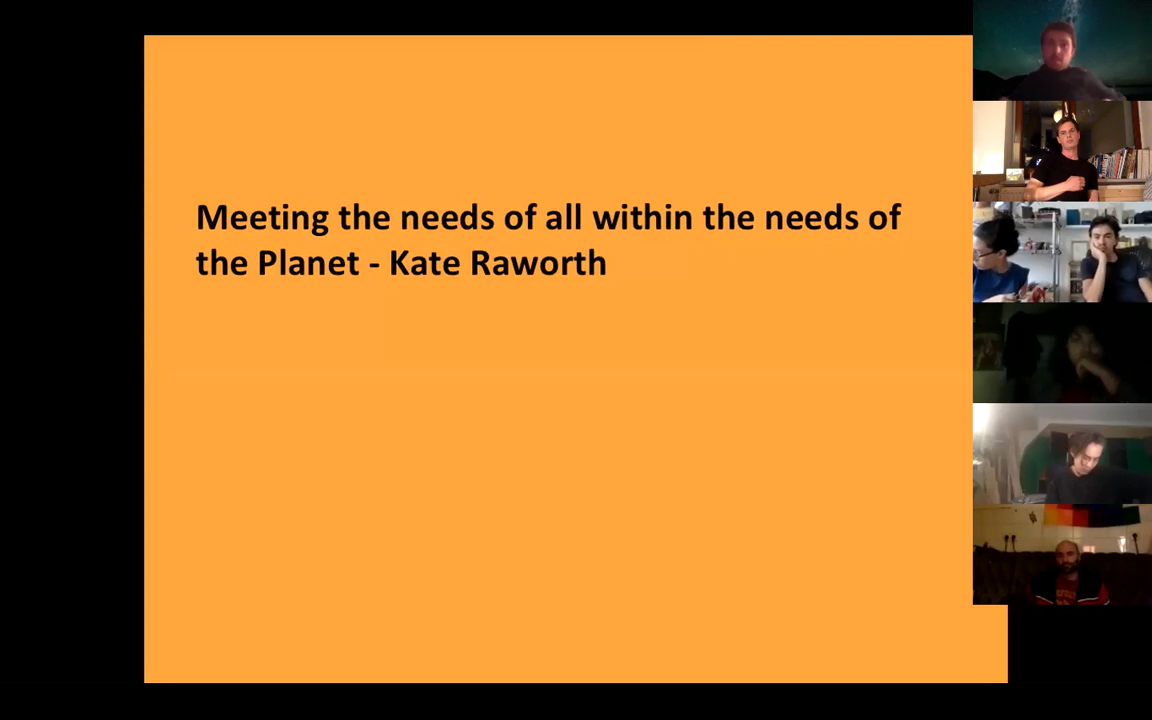 Meeting the needs of all within the needs of
the Planet - Kate Raworth